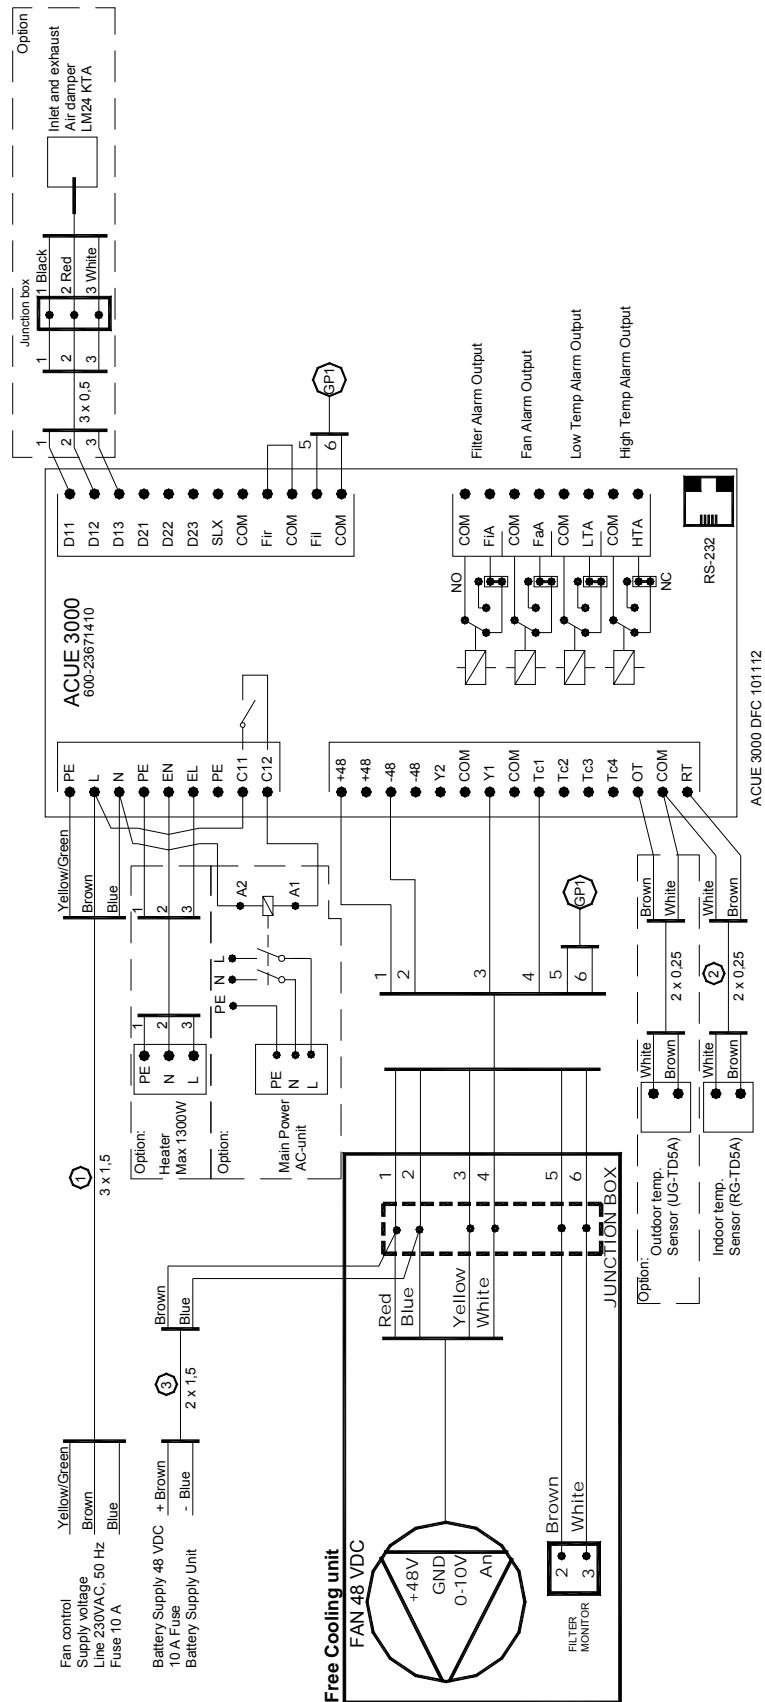 Option
Inlet and exhaust
Air damper
LM24 KTA
Junction box
1 Black
2 Red
3 White
1
2
3
3 x 0,5
1
2
3
GP1
5
6
Filter Alarm Output
Fan Alarm Output
Low Temp Alarm Output
High Temp Alarm Output
D11
D12
D13
D21
D22
D23
SLX
COM
Fir
COM
Fil
COM
COM
FiA
COM
FaA
COM
LTA
COM
HTA
NO
NC
RS-232
ACUE 3000
600-23671410
PE
L
N
PE
EN
EL
PE
C11
C12
+48
+48
-48
-48
Y2
COM
Y1
COM
Tc1
Tc2
Tc3
Tc4
OT
COM
RT
ACUE 3000 DFC 101112
Yellow/Green
Brown
Blue
1
2
3
A2
A1
L
N
PE
1
2
3
PE
N
L
Option:
Heater
Max 1300W
PE
N
L
Option:
Main Power
AC-unit
1
2
3
4
5
6
GP1
Brown
White
White
Brown
2 x 0,25
2
2 x 0,25
White
Brown
White
Brown
Option:
Outdoor temp.
Sensor (UG-TD5A)
Indoor temp.
Sensor (RG-TD5A)
1
3 x 1,5
Yellow/Green
Brown
Blue
Fan control
Supply voltage
Line 230VAC, 50 Hz
Fuse 10 A
Brown
Blue
3
2 x 1,5
+ Brown
- Blue
Battery Supply 48 VDC
10 A Fuse
Battery Supply Unit
1
2
3
4
5
6
JUNCTION BOX
Red
Blue
Yellow
White
Brown
White
Free Cooling unit
FAN 48 VDC
+48V
GND
0-10V
An
2
3
FILTER
MONITOR